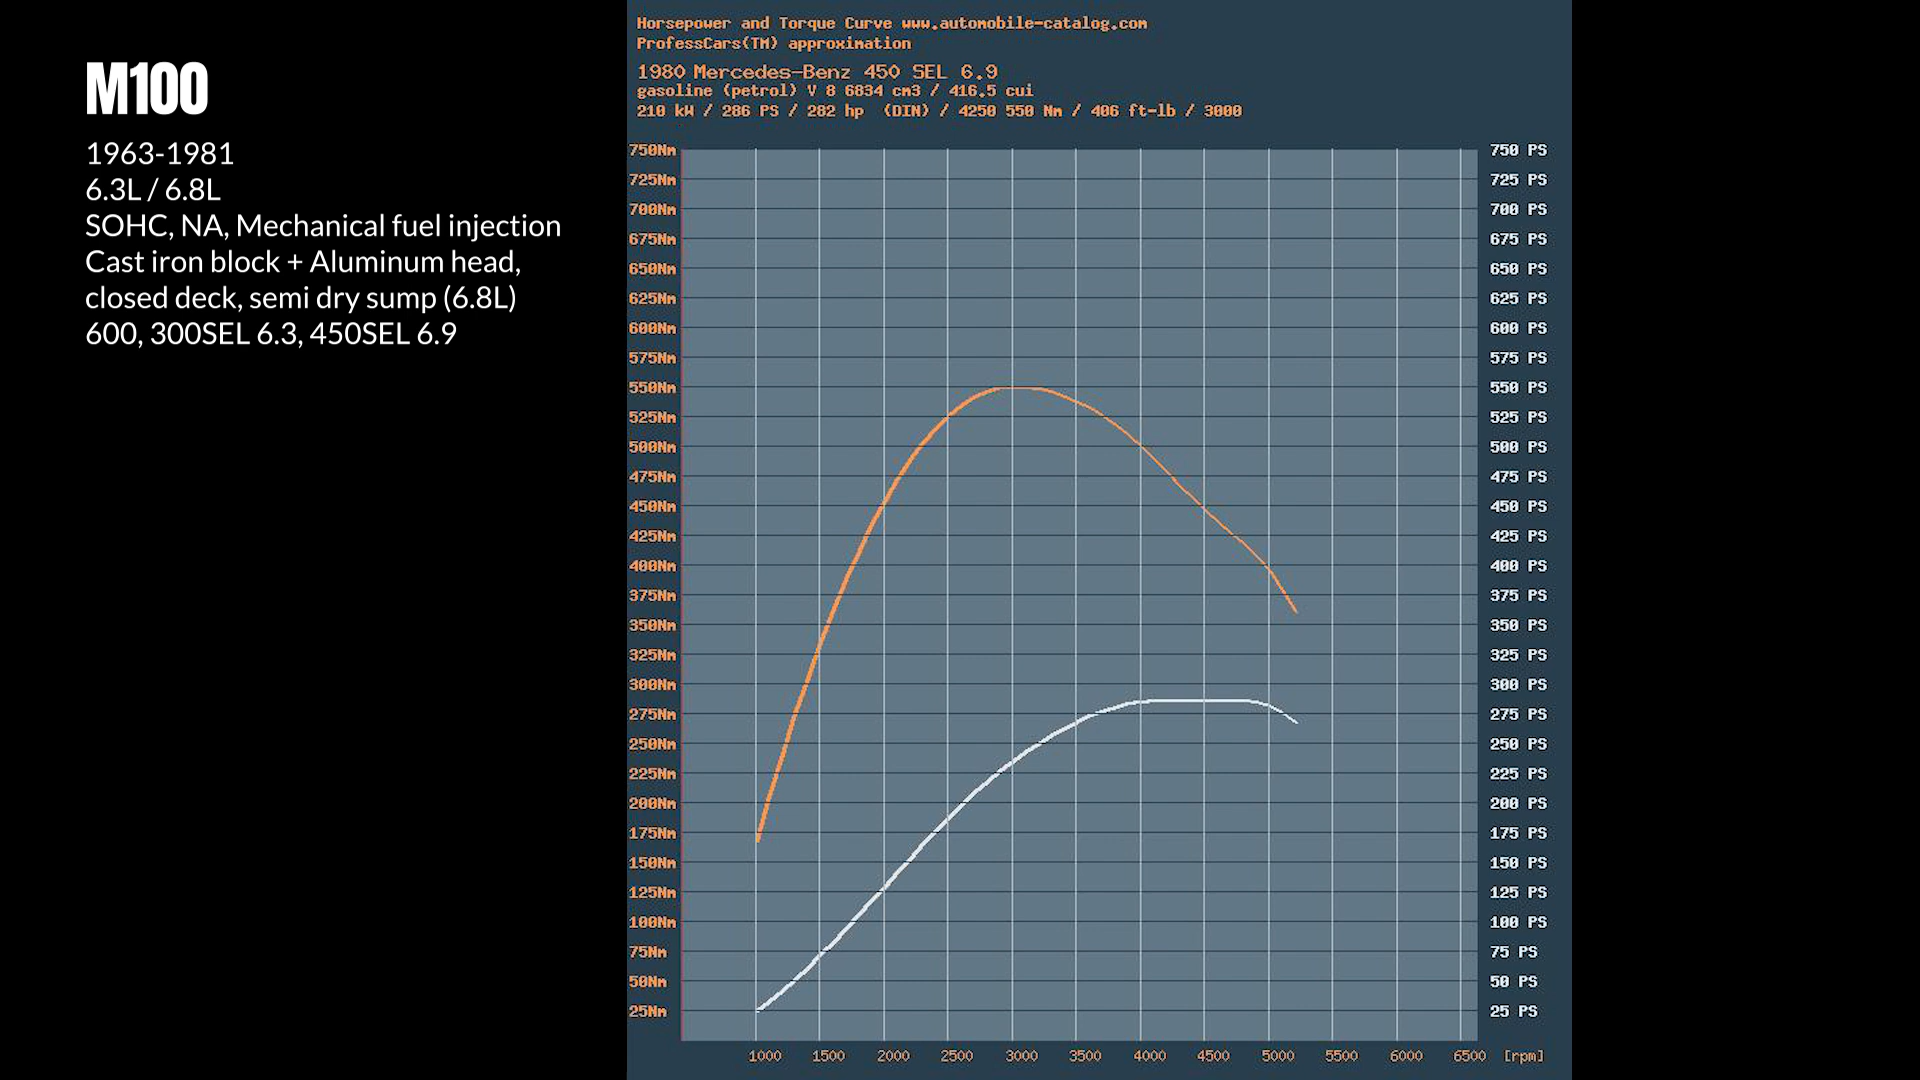 M100
1963-1981
6.3L / 6.8L
SOHC, NA, Mechanical fuel injection
Cast iron block + Aluminum head,
closed deck, semi dry sump (6.8L)
600, 300SEL 6.3, 450SEL 6.9
Horsepower and Torque Curve www.automobile-catalog.com
ProfessCars(TM) approximation
1980 Mercedes-Benz 450 SEL 6.9
gasoline (petrol) V 8 6834 cm3 / 416.5 cui
210 kW / 286 PS / 282 hp (DIN) / 4250 550 Nm / 406 ft-lb / 3000
750Nm 750 PS
725Nm 725 PS
700Nm 700 PS
675Nm 675 PS
650Nm 650 PS
625Nm 625 PS
600Nm 600 PS
575Nm 575 PS
550Nm 550 PS
525Nm 525 PS
500Nm 500 PS
475Nm 475 PS
450Nm 450 PS
425Nm 425 PS
400Nm 400 PS
375Nm 375 PS
350Nm 350 PS
325Nm 325 PS
300Nm 300 PS
275Nm 275 PS
250Nm 250 PS
225Nm 225 PS
200Nm 200 PS
175Nm 175 PS
150Nm 150 PS
125Nm 125 PS
100Nm 100 PS
75Nm 75 PS
50Nm 50 PS
25Nm 25 PS
1000 1500 2000 2500 3000 3500 4000 4500 5000 5500 6000 6500 [rpm]